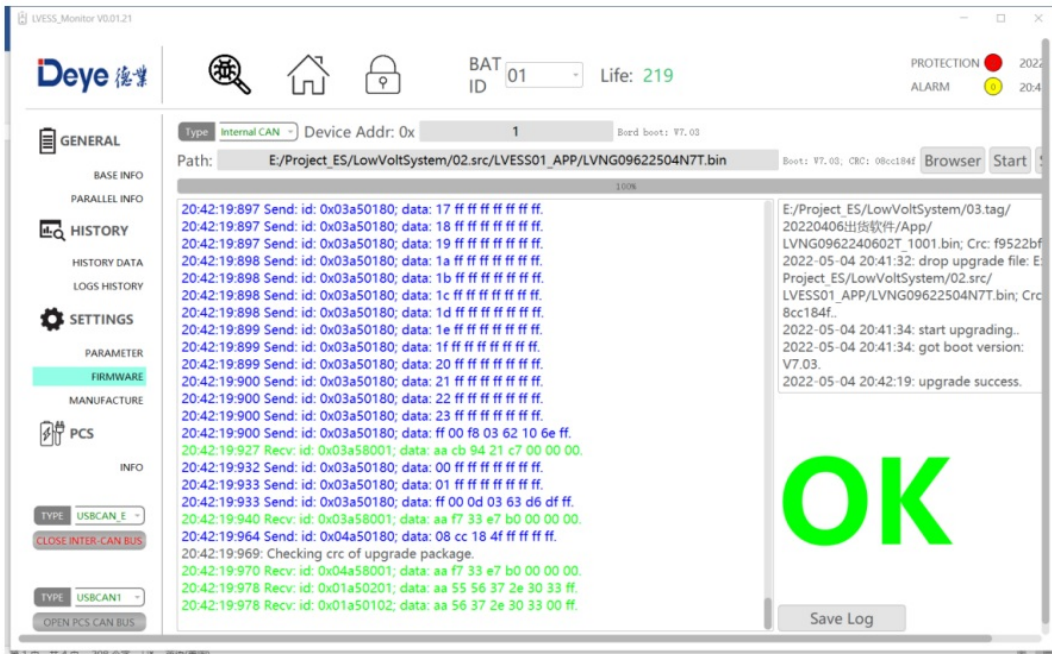 LVESS_Monitor V0.01.21
Deye 德業
BAT ID 01 Life: 219
PROTECTION 2022
ALARM 0 20:4
GENERAL
BASE INFO
PARALLEL INFO
HISTORY
HISTORY DATA
LOGS HISTORY
SETTINGS
PARAMETER
FIRMWARE
MANUFACTURE
PCS
INFO
TYPE USBCAN_E
CLOSE INTER-CAN BUS
TYPE USBCAN1
OPEN PCS CAN BUS
Type Internal CAN Device Addr: 0x 1 Bord boot: V7.03
Path: E:/Project_ES/LowVoltSystem/02.src/LVESS01_APP/LVNG09622504N7T.bin Boot: V7.03, CRC: 08cc184f Browser Start S
100%
20:42:19:897 Send: id: 0x03a50180; data: 17 ff ff ff ff ff ff ff.
20:42:19:897 Send: id: 0x03a50180; data: 18 ff ff ff ff ff ff ff.
20:42:19:897 Send: id: 0x03a50180; data: 19 ff ff ff ff ff ff ff.
20:42:19:898 Send: id: 0x03a50180; data: 1a ff ff ff ff ff ff ff.
20:42:19:898 Send: id: 0x03a50180; data: 1b ff ff ff ff ff ff ff.
20:42:19:898 Send: id: 0x03a50180; data: 1c ff ff ff ff ff ff ff.
20:42:19:898 Send: id: 0x03a50180; data: 1d ff ff ff ff ff ff ff.
20:42:19:899 Send: id: 0x03a50180; data: 1e ff ff ff ff ff ff ff.
20:42:19:899 Send: id: 0x03a50180; data: 1f ff ff ff ff ff ff ff.
20:42:19:899 Send: id: 0x03a50180; data: 20 ff ff ff ff ff ff ff.
20:42:19:900 Send: id: 0x03a50180; data: 21 ff ff ff ff ff ff ff.
20:42:19:900 Send: id: 0x03a50180; data: 22 ff ff ff ff ff ff ff.
20:42:19:900 Send: id: 0x03a50180; data: 23 ff ff ff ff ff ff ff.
20:42:19:900 Send: id: 0x03a50180; data: ff 00 f8 03 62 10 6e ff.
20:42:19:927 Recv: id: 0x03a58001; data: aa cb 94 21 c7 00 00 00.
20:42:19:932 Send: id: 0x03a50180; data: 00 ff ff ff ff ff ff ff.
20:42:19:933 Send: id: 0x03a50180; data: 01 ff ff ff ff ff ff ff.
20:42:19:933 Send: id: 0x03a50180; data: ff 00 0d 03 63 d6 df ff.
20:42:19:940 Recv: id: 0x03a58001; data: aa f7 33 e7 b0 00 00 00.
20:42:19:964 Send: id: 0x04a50180; data: 08 cc 18 4f ff ff ff ff.
20:42:19:969: Checking crc of upgrade package.
20:42:19:970 Recv: id: 0x04a58001; data: aa f7 33 e7 b0 00 00 00.
20:42:19:978 Recv: id: 0x01a50201; data: aa 55 56 37 2e 30 33 ff.
20:42:19:978 Recv: id: 0x01a50102; data: aa 56 37 2e 30 33 00 ff.
E:/Project_ES/LowVoltSystem/03.tag/
20220406出货软件/App/
LVNG0962240602T_1001.bin; Crc: f9522bf
2022-05-04 20:41:32: drop upgrade file: E:
Project_ES/LowVoltSystem/02.src/
LVESS01_APP/LVNG09622504N7T.bin; Crc
8cc184f..
2022-05-04 20:41:34: start upgrading..
2022-05-04 20:41:34: got boot version:
V7.03.
2022-05-04 20:42:19: upgrade success.
OK
Save Log